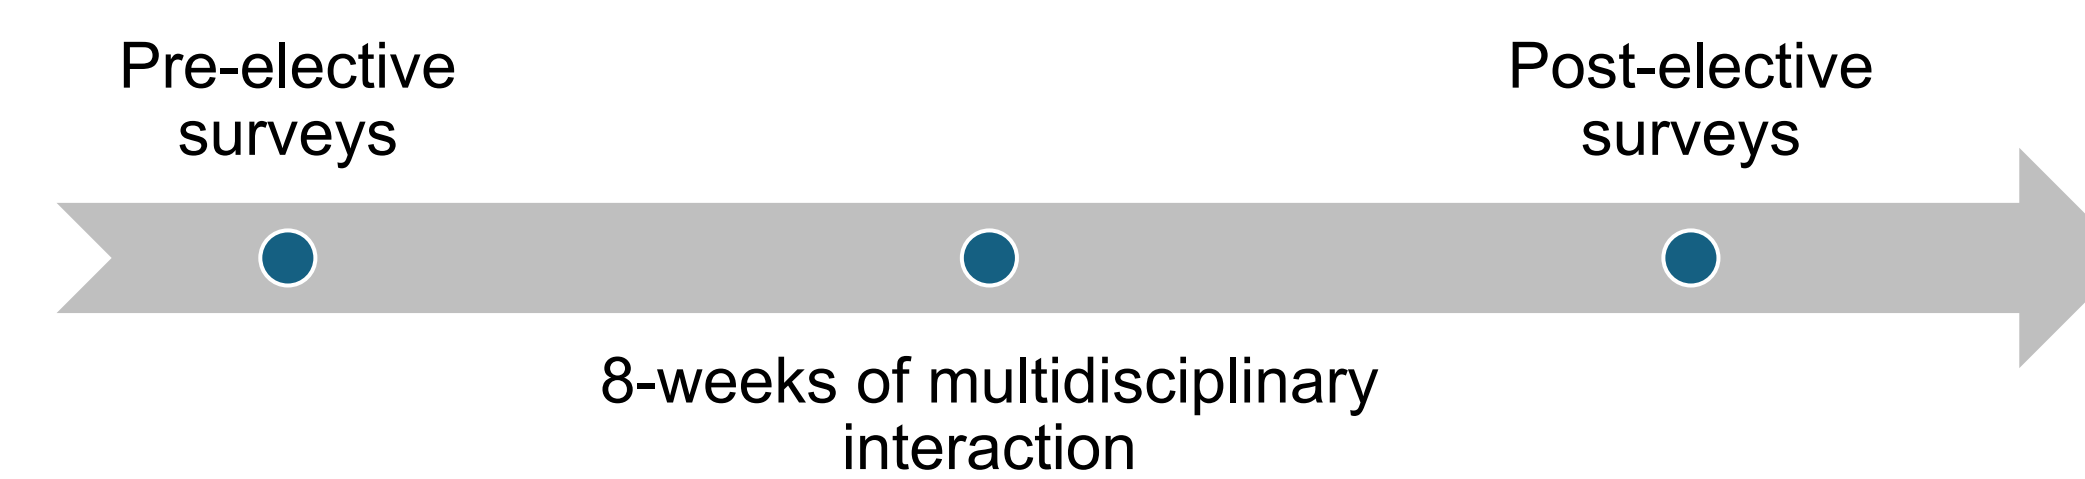 Pre-elective
surveys
Post-elective
surveys
8-weeks of multidisciplinary
interaction